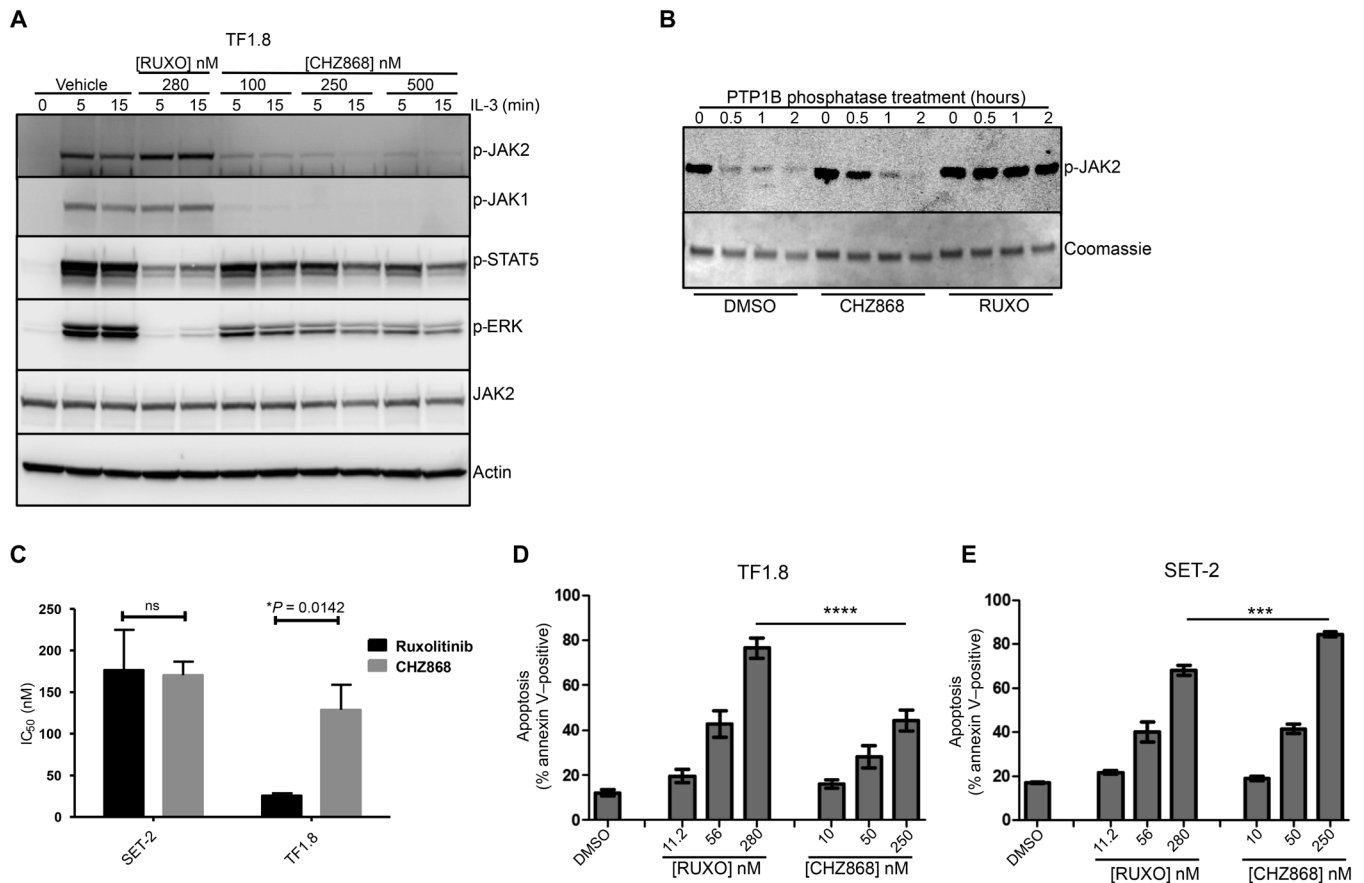 A
TF1.8
[RUXO] nM [CHZ868] nM
Vehicle 280 100 250 500
0 5 15 5 15 5 15 5 15 5 15 IL-3 (min)
p-JAK2
p-JAK1
p-STAT5
p-ERK
JAK2
Actin
B
PTP1B phosphatase treatment (hours)
0 0.5 1 2 0 0.5 1 2 0 0.5 1 2
p-JAK2
Coomassie
DMSO CHZ868 RUXO
C
ns
*P = 0.0142
Ruxolitinib
CHZ868
IC50 (nM)
250
200
150
100
50
0
SET-2 TF1.8
D
TF1.8
****
Apoptosis
(% annexin V–positive)
100
80
60
40
20
0
DMSO 11.2 56 280 10 50 250
[RUXO] nM [CHZ868] nM
E
SET-2
***
Apoptosis
(% annexin V–positive)
100
80
60
40
20
0
DMSO 11.2 56 280 10 50 250
[RUXO] nM [CHZ868] nM